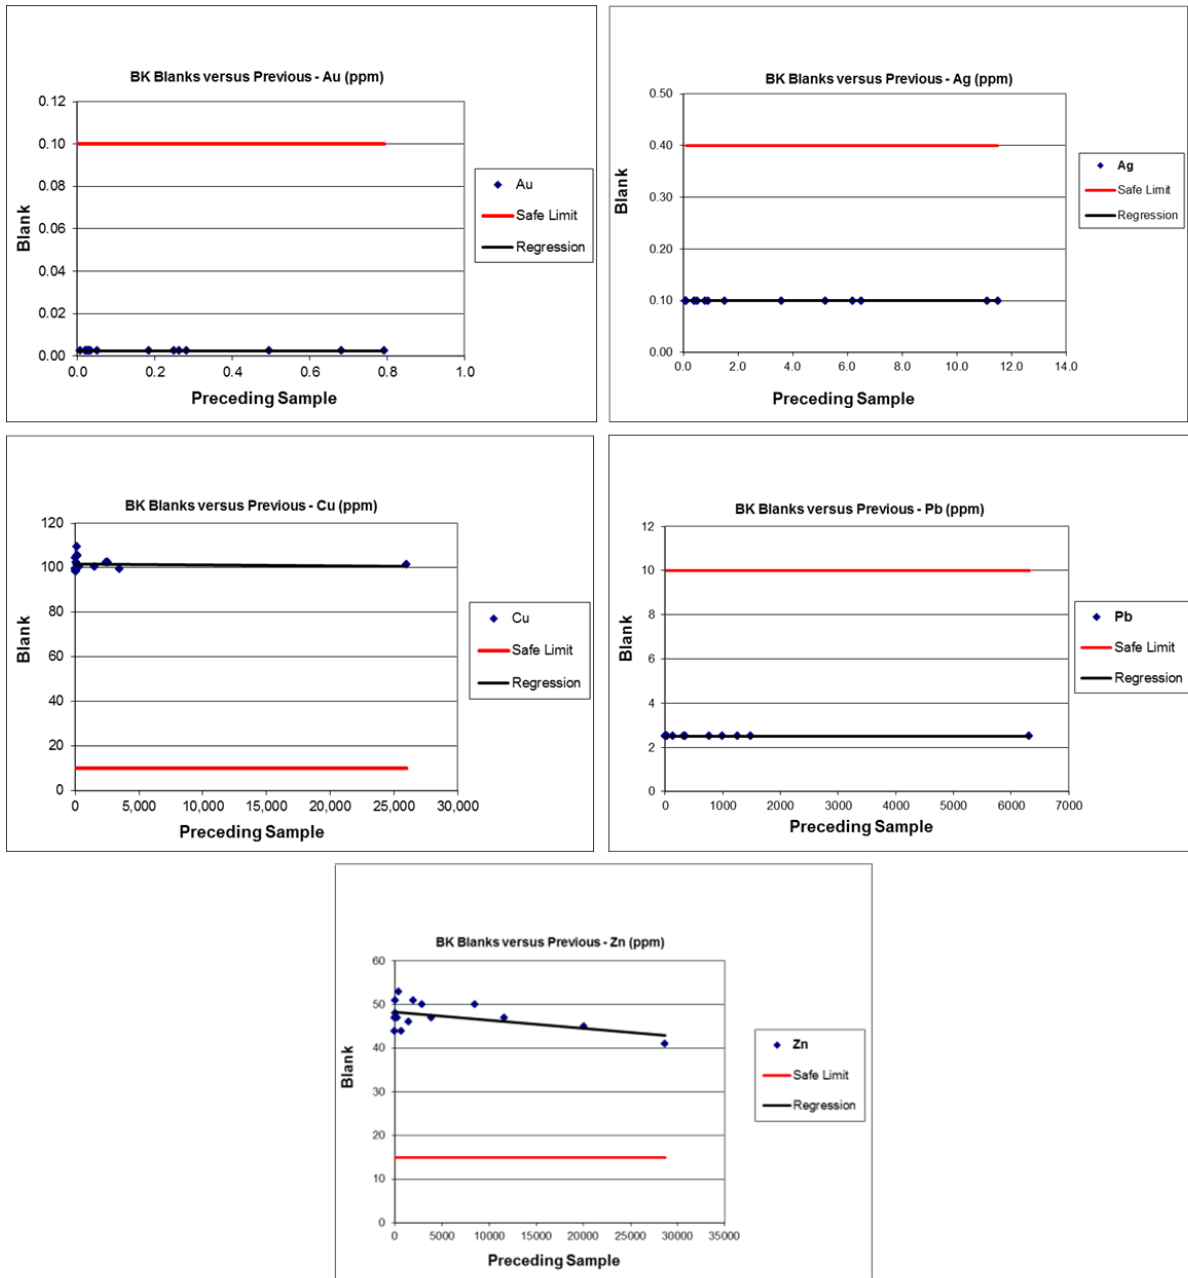 BK Blanks versus Previous - Au (ppm)
0.12
0.10
0.08
0.06
0.04
0.02
0.00
0.0 0.2 0.4 0.6 0.8 1.0
Blank
Preceding Sample
Au
Safe Limit
Regression
BK Blanks versus Previous - Ag (ppm)
0.50
0.40
0.30
0.20
0.10
0.00
0.0 2.0 4.0 6.0 8.0 10.0 12.0 14.0
Blank
Preceding Sample
Ag
Safe Limit
Regression
BK Blanks versus Previous - Cu (ppm)
120
100
80
60
40
20
0
0 5,000 10,000 15,000 20,000 25,000 30,000
Blank
Preceding Sample
Cu
Safe Limit
Regression
BK Blanks versus Previous - Pb (ppm)
12
10
8
6
4
2
0
0 1000 2000 3000 4000 5000 6000 7000
Blank
Preceding Sample
Pb
Safe Limit
Regression
BK Blanks versus Previous - Zn (ppm)
60
50
40
30
20
10
0
0 5000 10000 15000 20000 25000 30000 35000
Blank
Preceding Sample
Zn
Safe Limit
Regression